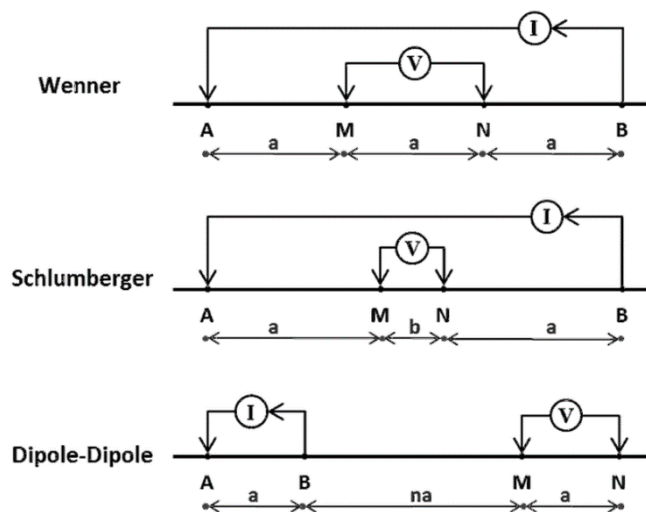 I
V
Wenner
A M N B
a a a
I
V
Schlumberger
A M N B
a b a
I V
Dipole-Dipole
A B M N
a na a